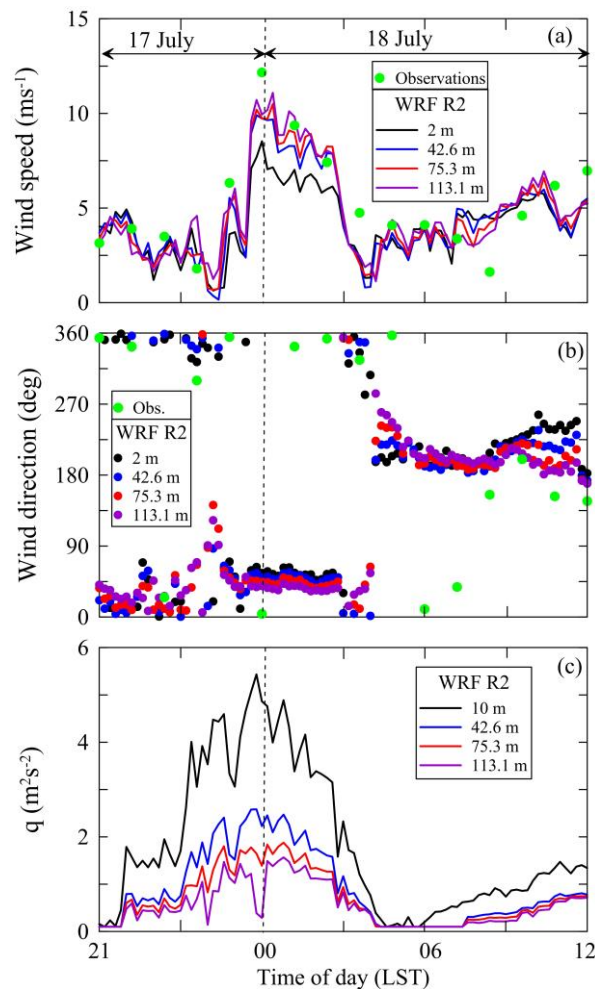 17 July 18 July (a)
Observations
WRF R2
2 m
42.6 m
75.3 m
113.1 m
Wind speed (ms-1)
15
10
5
0
(b)
Obs.
WRF R2
2 m
42.6 m
75.3 m
113.1 m
Wind direction (deg)
360
270
180
90
0
(c)
WRF R2
10 m
42.6 m
75.3 m
113.1 m
q (m2s-2)
6
4
2
0
21 00 06 12
Time of day (LST)